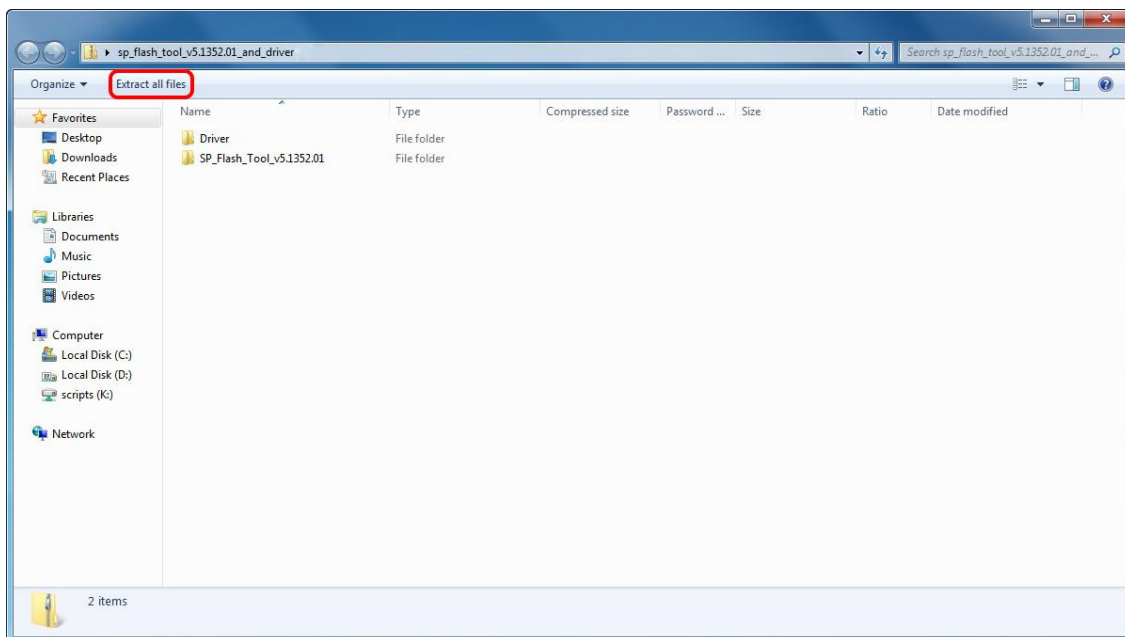 sp_flash_tool_v5.1352.01_and_driver
Search sp_flash_tool_v5.1352.01_and_...
Organize
Extract all files
Favorites
Desktop
Downloads
Recent Places
Libraries
Documents
Music
Pictures
Videos
Computer
Local Disk (C:)
Local Disk (D:)
scripts (K:)
Network
Name Type Compressed size Password ... Size Ratio Date modified
Driver File folder
SP_Flash_Tool_v5.1352.01 File folder
2 items